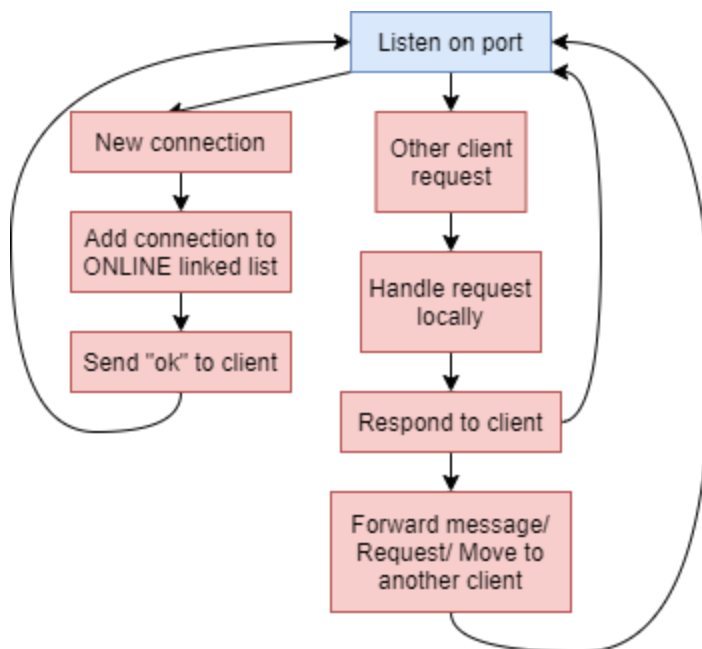 Listen on port
New connection
Add connection to
ONLINE linked list
Send "ok" to client
Other client
request
Handle request
locally
Respond to client
Forward message/
Request/ Move to
another client